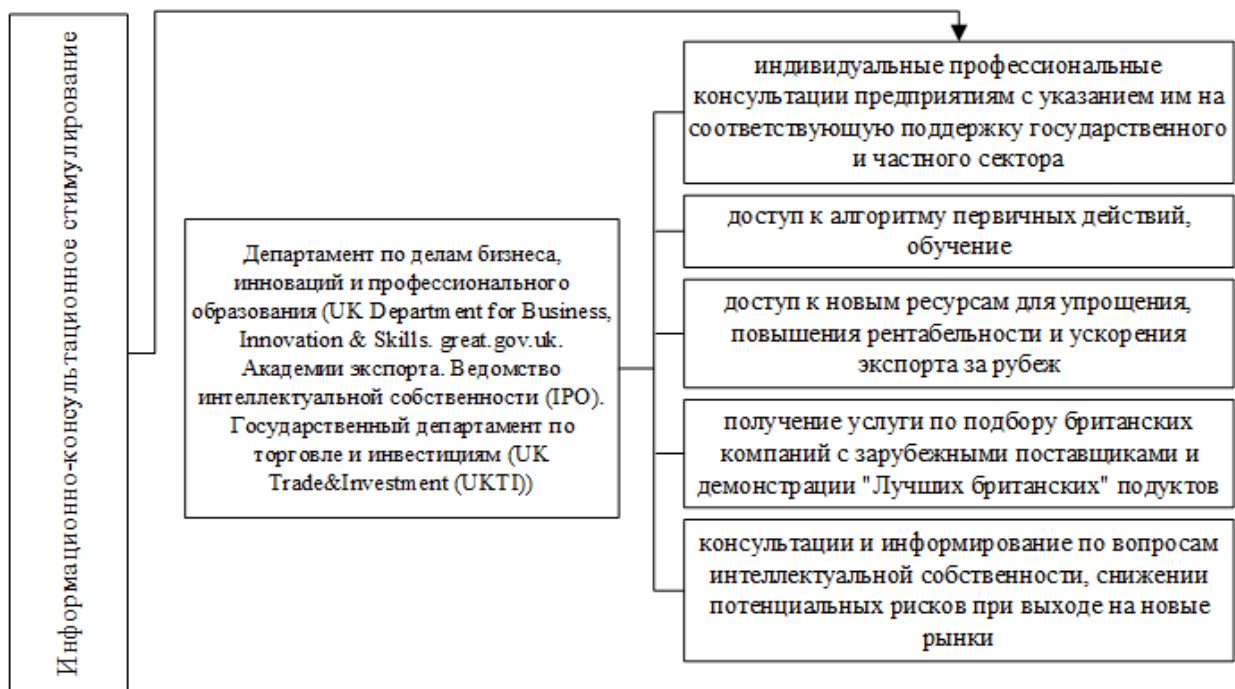 Информационно-консультационное стимулирование
Департамент по делам бизнеса,
инноваций и профессионального
образования (UK Department for Business,
Innovation & Skills. great.gov.uk.
Академии экспорта. Ведомство
интеллектуальной собственности (IPO).
Государственный департамент по
торговле и инвестициям (UK
Trade&Investment (UKTI))
индивидуальные профессиональные
консультации предприятиям с указанием им на
соответствующую поддержку государственного
и частного сектора
доступ к алгоритму первичных действий,
обучение
доступ к новым ресурсам для упрощения,
повышения рентабельности и ускорения
экспорта за рубеж
получение услуги по подбору британских
компаний с зарубежными поставщиками и
демонстрации "Лучших британских" подуктов
консультации и информирование по вопросам
интеллектуальной собственности, снижении
потенциальных рисков при выходе на новые
рынки